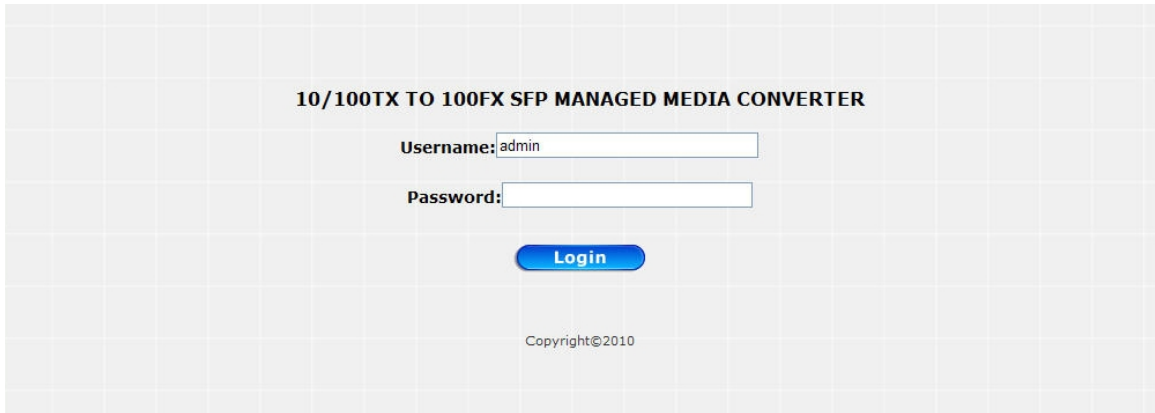 10/100TX TO 100FX SFP MANAGED MEDIA CONVERTER
Username: admin
Password:
Login
Copyright©2010